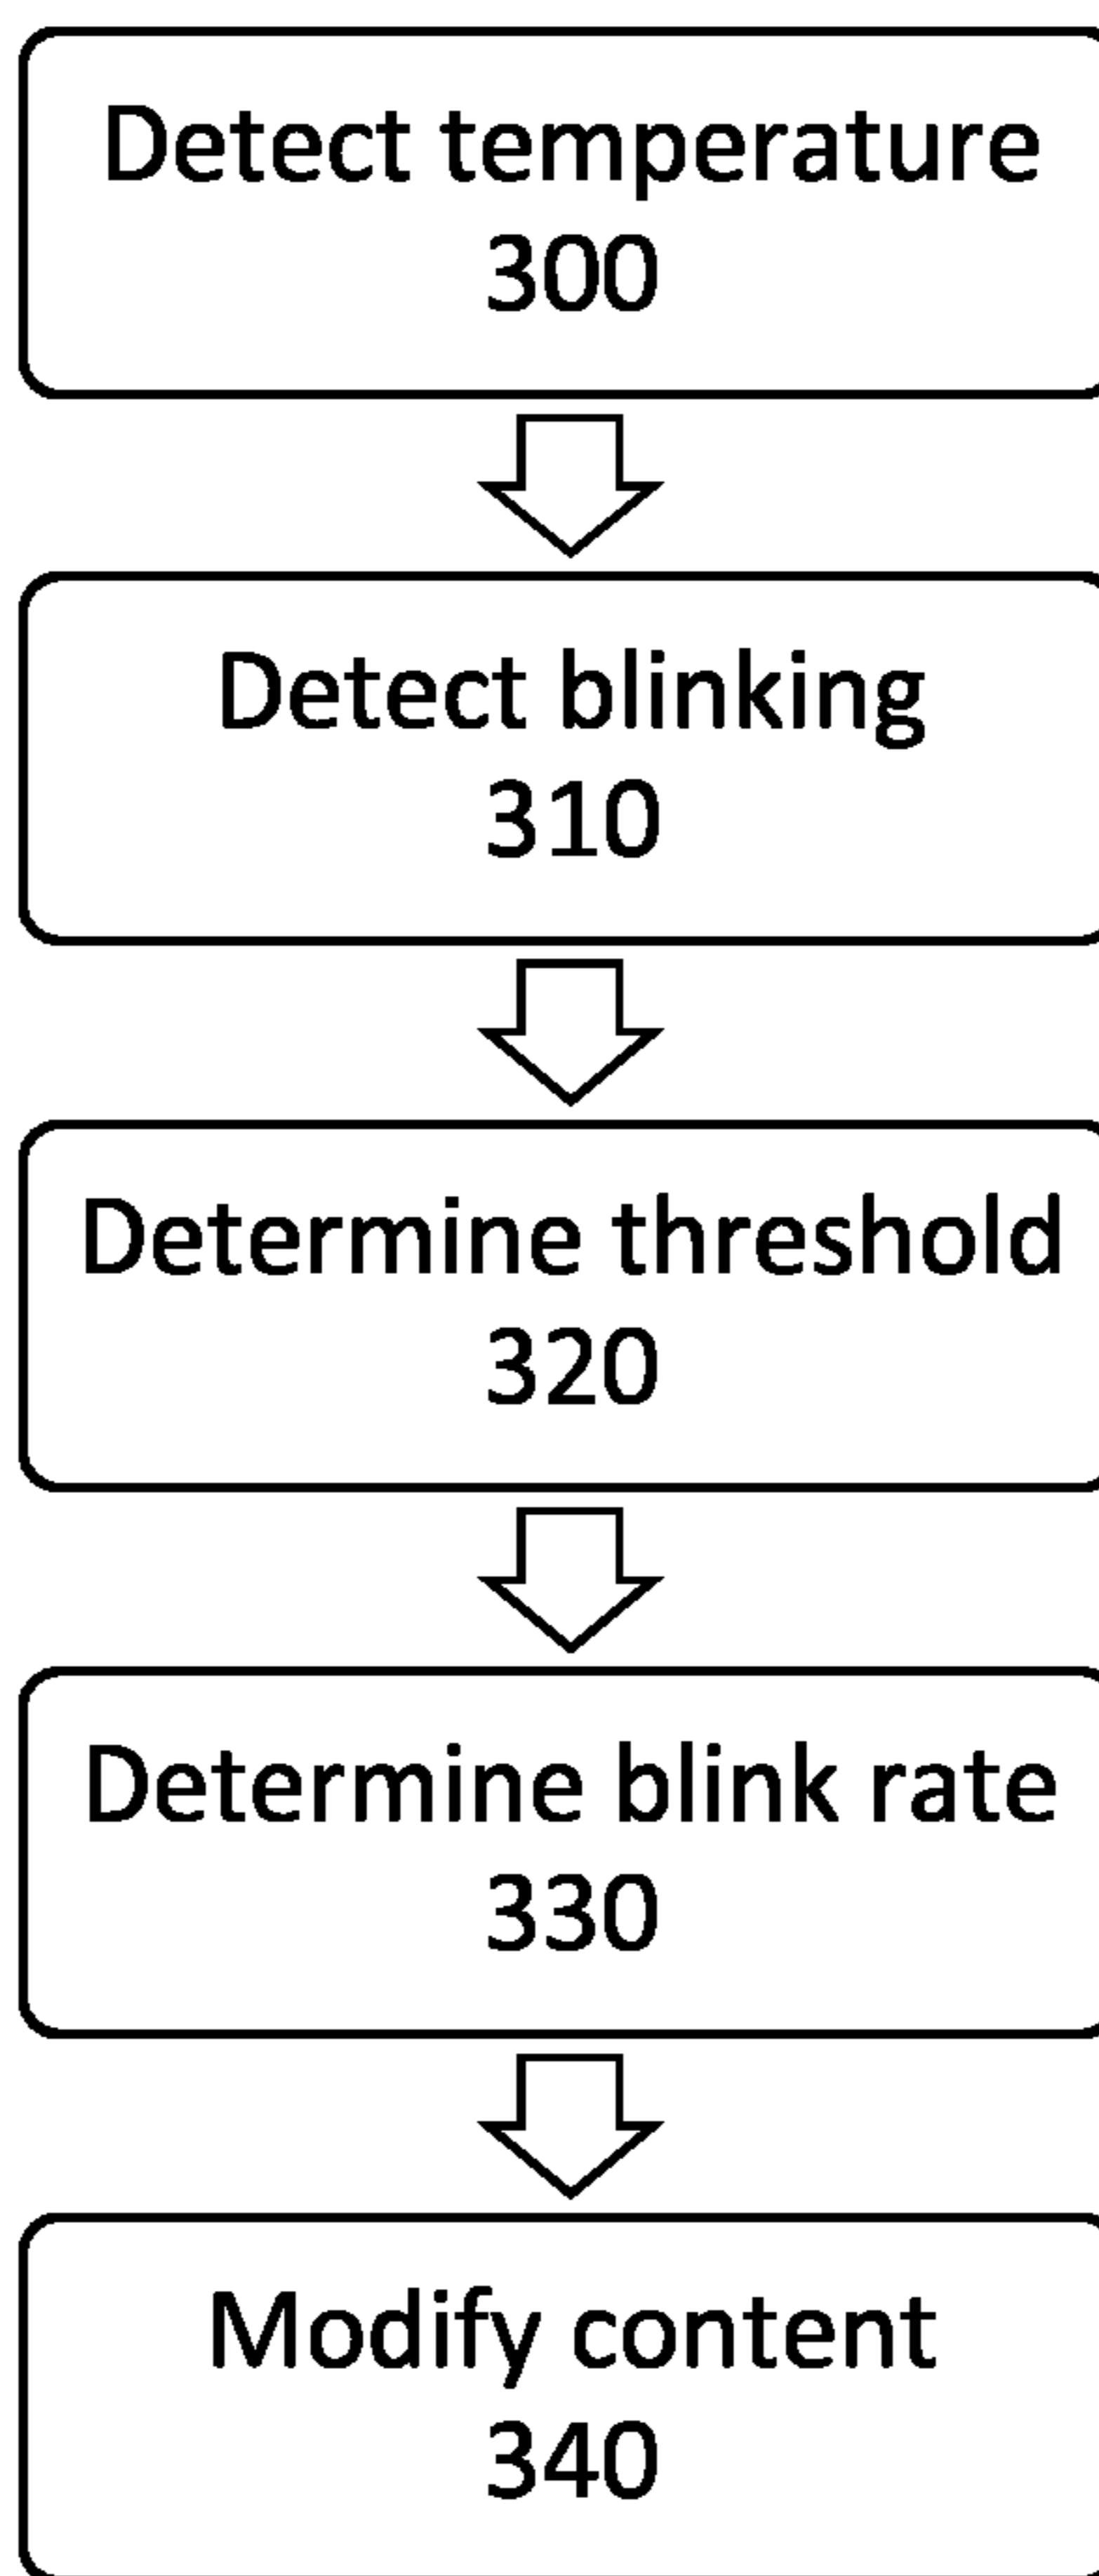 Detect temperature
300
Detect blinking
310
Determine threshold
320
Determine blink rate
330
Modify content
340